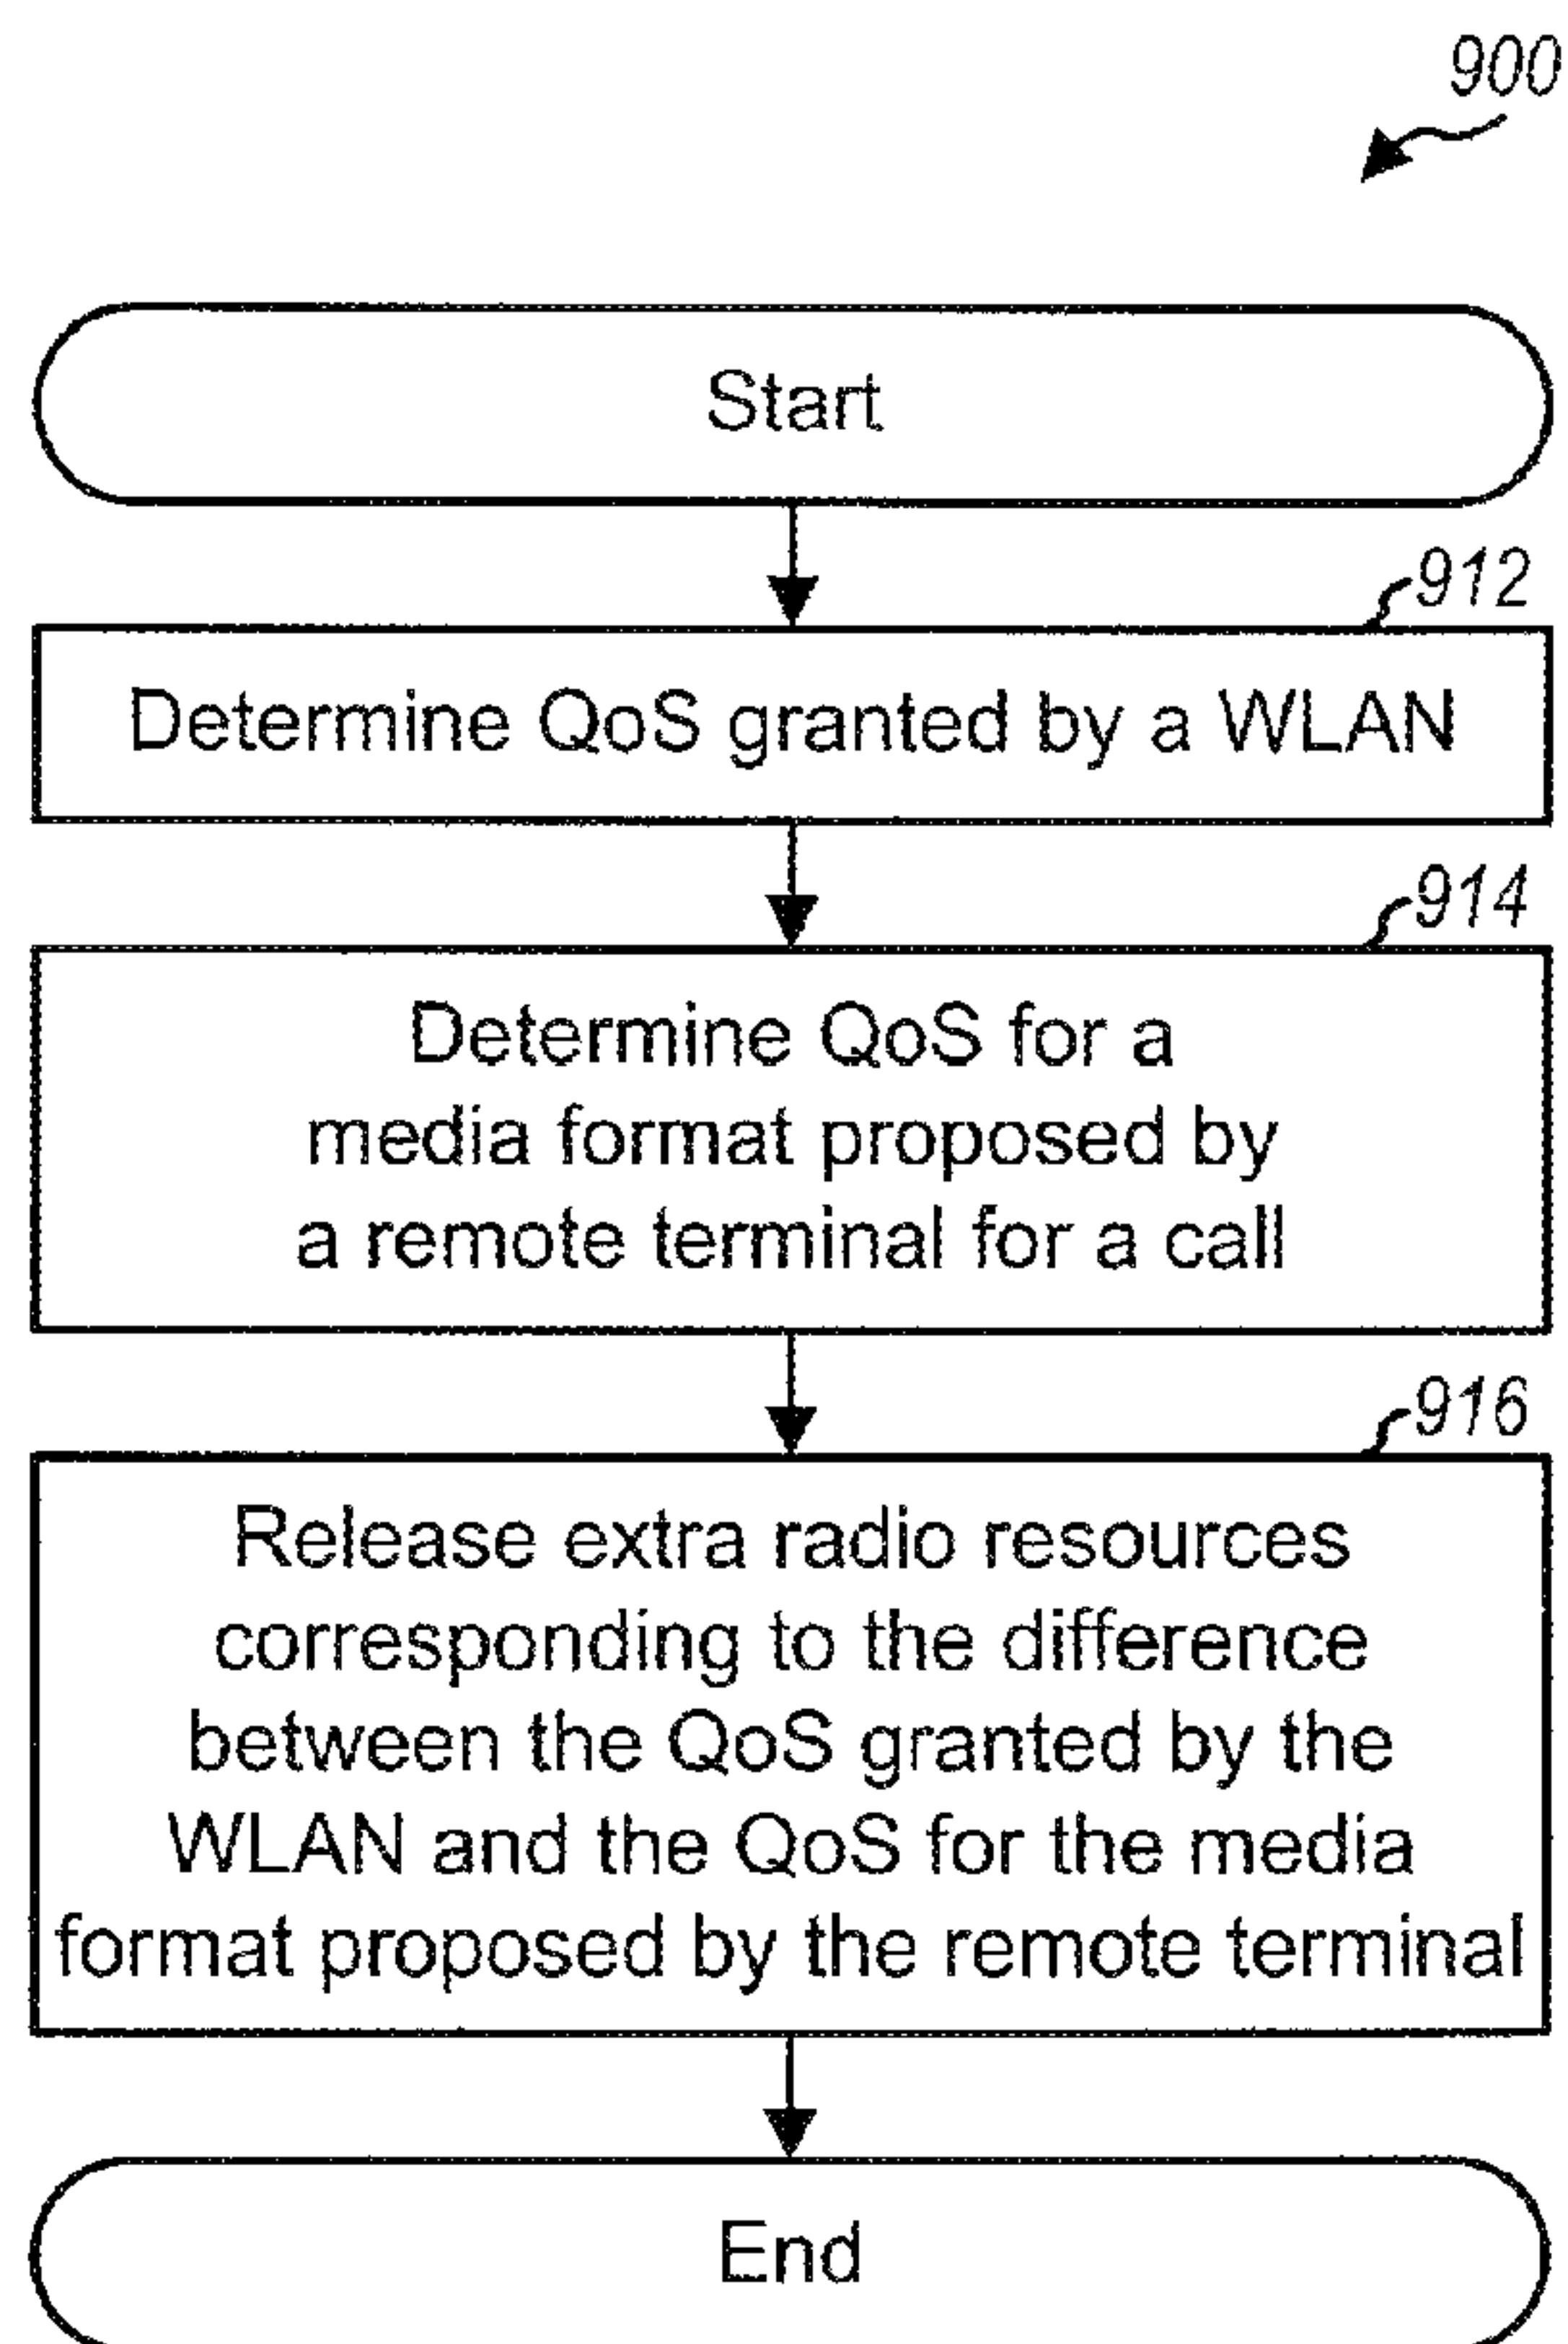 900
Start
912
Determine QoS granted by a WLAN
914
Determine QoS for a
media format proposed by
a remote terminal for a call
916
Release extra radio resources
corresponding to the difference
between the QoS granted by the
WLAN and the QoS for the media
format proposed by the remote terminal
End